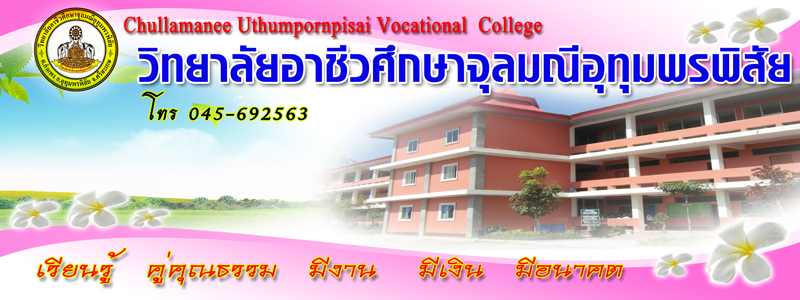 Chullamanee Uthumpornpisai Vocational College
วิทยาลัยอาชีวศึกษาจุลมณีอุทุมพรพิสัย
โทร 045-692563
เรียนรู้ คู่คุณธรรม มีงาน มีเงิน มีอนาคต